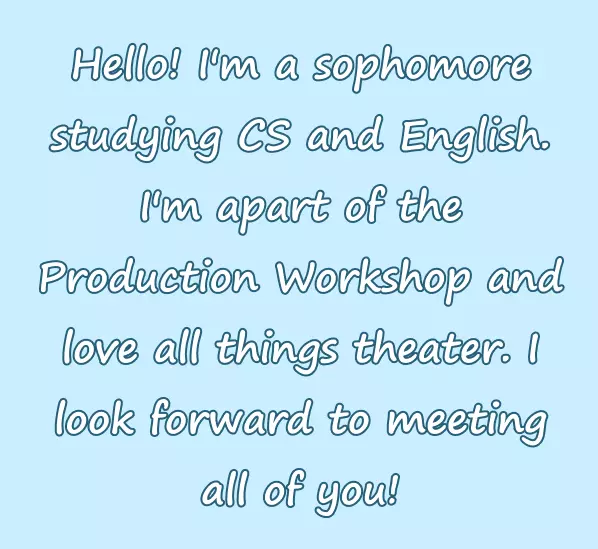 Hello! I'm a sophomore
studying CS and English.
I'm apart of the
Production Workshop and
love all things theater. I
look forward to meeting
all of you!